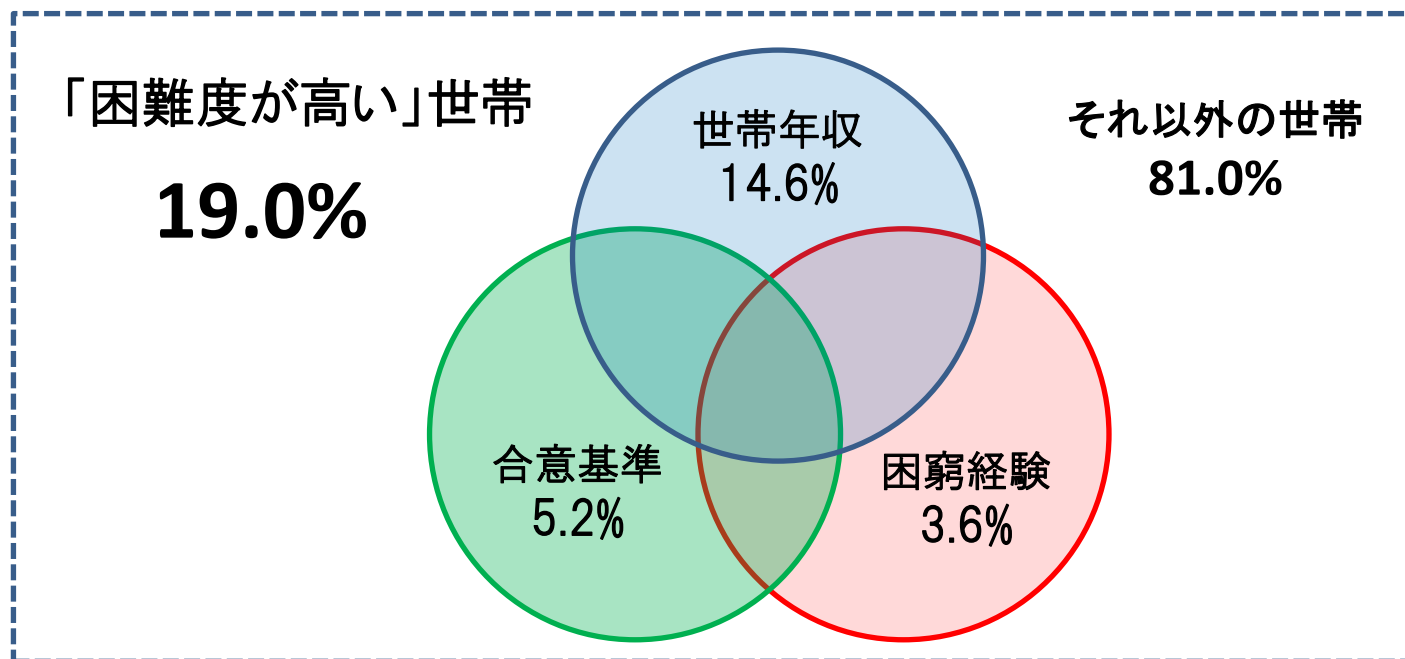 「困難度が高い」世帯
19.0%
世帯年収
14.6%
それ以外の世帯
81.0%
合意基準
5.2%
困窮経験
3.6%